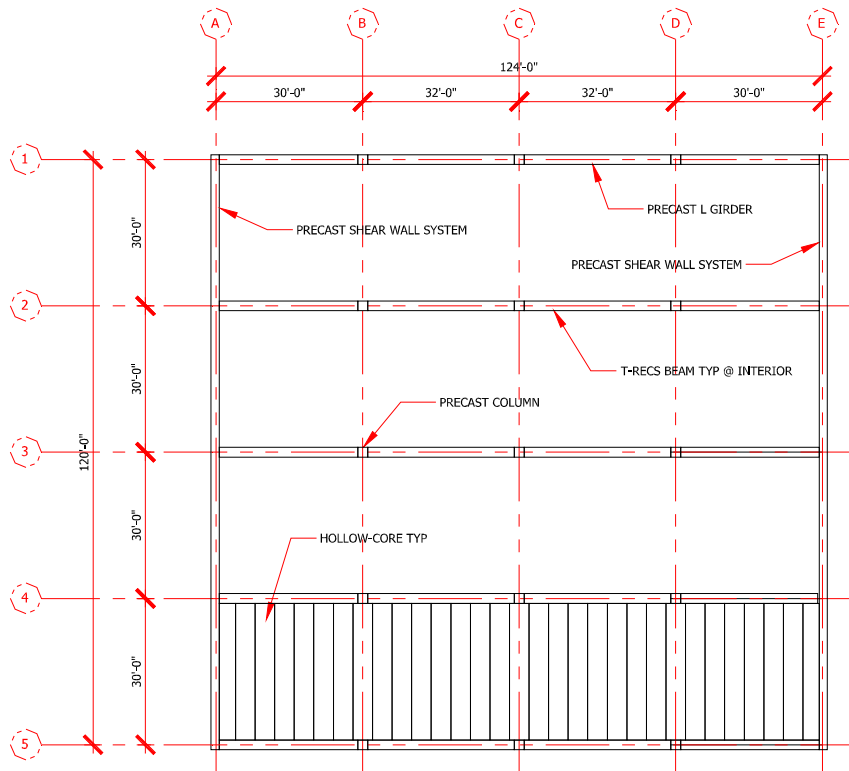 A
B
C
D
E
124'-0"
30'-0"
32'-0"
32'-0"
30'-0"
1
PRECAST L GIRDER
30'-0"
PRECAST SHEAR WALL SYSTEM
PRECAST SHEAR WALL SYSTEM
2
T-RECS BEAM TYP @ INTERIOR
30'-0"
PRECAST COLUMN
3
120'-0"
30'-0"
HOLLOW-CORE TYP
4
30'-0"
5